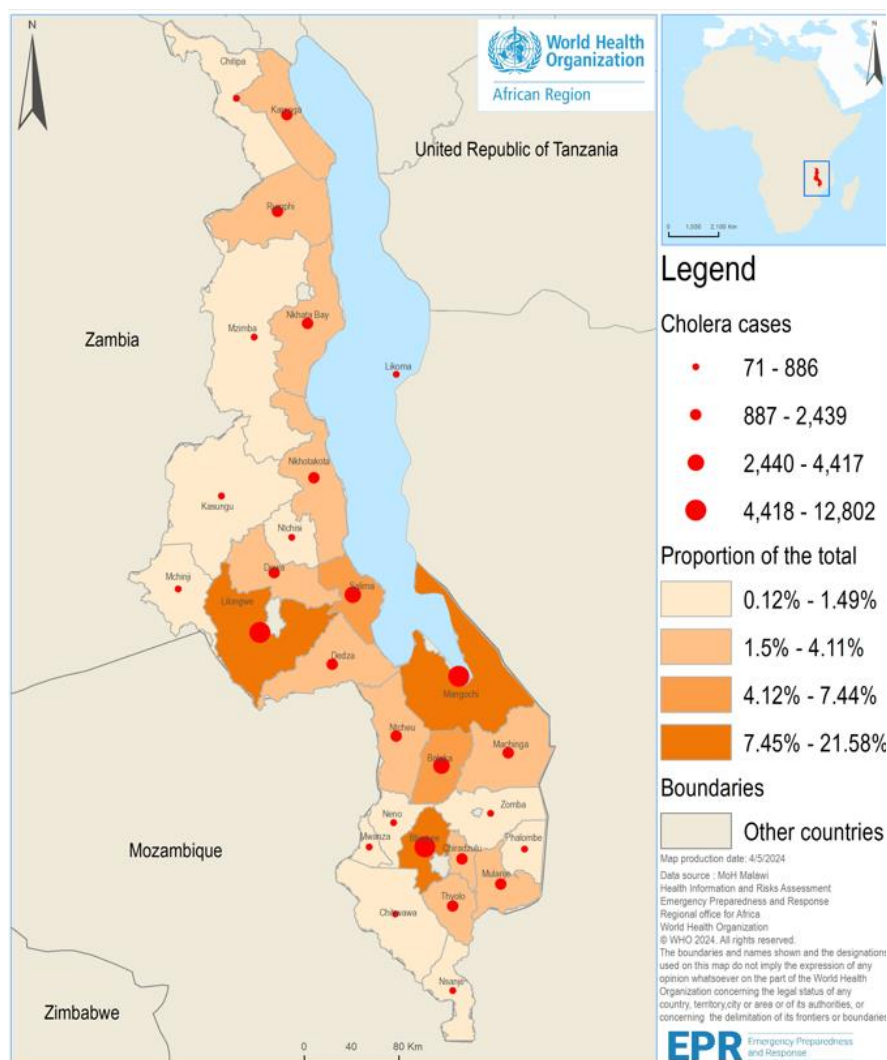 N
World Health
Organization
African Region
N
Chitipa
Karonga
United Republic of Tanzania
Rumphi
0 1,050 2,100 Km
Legend
Cholera cases
71 - 886
887 - 2,439
2,440 - 4,417
4,418 - 12,802
Proportion of the total
0.12% - 1.49%
1.5% - 4.11%
4.12% - 7.44%
7.45% - 21.58%
Boundaries
Other countries
Nkhata Bay
Mzimba
Zambia
Likoma
Nkhotakota
Kasungu
Ntchisi
Dowa
Mchinji
Salima
Lilongwe
Dedza
Mangochi
Ntcheu
Machinga
Balaka
Zomba
Neno
Mwanza
Blantyre
Phalombe
Chiradzulu
Mozambique
Mulanje
Thyolo
Chikwawa
Nsanje
Zimbabwe
0 40 80 Km
Map production date: 4/5/2024
Data source : MoH Malawi
Health Information and Risks Assessment
Emergency Preparedness and Response
Regional office for Africa
World Health Organization
© WHO 2024. All rights reserved.
The boundaries and names shown and the designations
used on this map do not imply the expression of any
opinion whatsoever on the part of the World Health
Organization concerning the legal status of any
country, territory,city or area or of its authorities, or
concerning the delimitation of its frontiers or boundaries
EPR
Emergency Preparedness
and Response